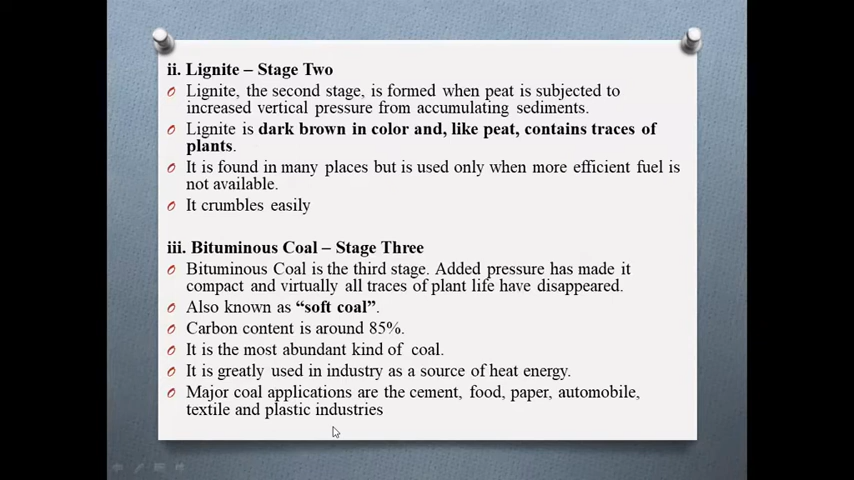 ii. Lignite – Stage Two
Lignite, the second stage, is formed when peat is subjected to
increased vertical pressure from accumulating sediments.
Lignite is dark brown in color and, like peat, contains traces of
plants.
It is found in many places but is used only when more efficient fuel is
not available.
It crumbles easily
iii. Bituminous Coal – Stage Three
Bituminous Coal is the third stage. Added pressure has made it
compact and virtually all traces of plant life have disappeared.
Also known as “soft coal”.
Carbon content is around 85%.
It is the most abundant kind of coal.
It is greatly used in industry as a source of heat energy.
Major coal applications are the cement, food, paper, automobile,
textile and plastic industries